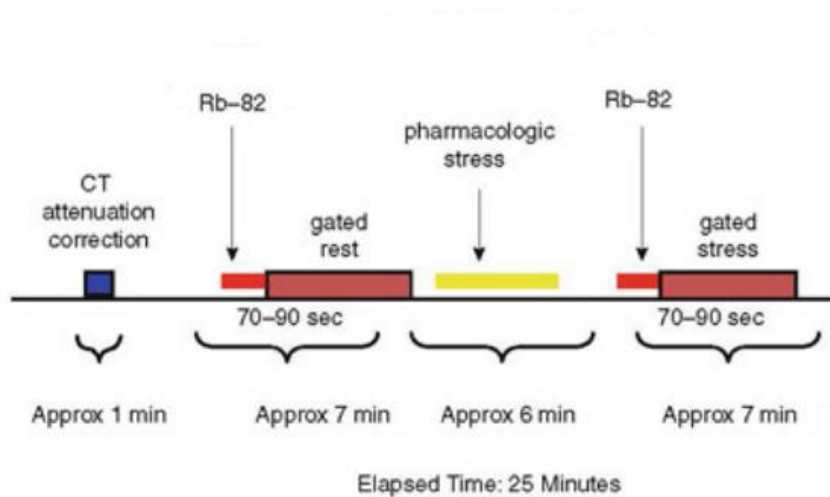 Rb–82
Rb–82
pharmacologic
stress
CT
attenuation
correction
gated
rest
gated
stress
70–90 sec
70–90 sec
Approx 1 min
Approx 7 min
Approx 6 min
Approx 7 min
Elapsed Time: 25 Minutes